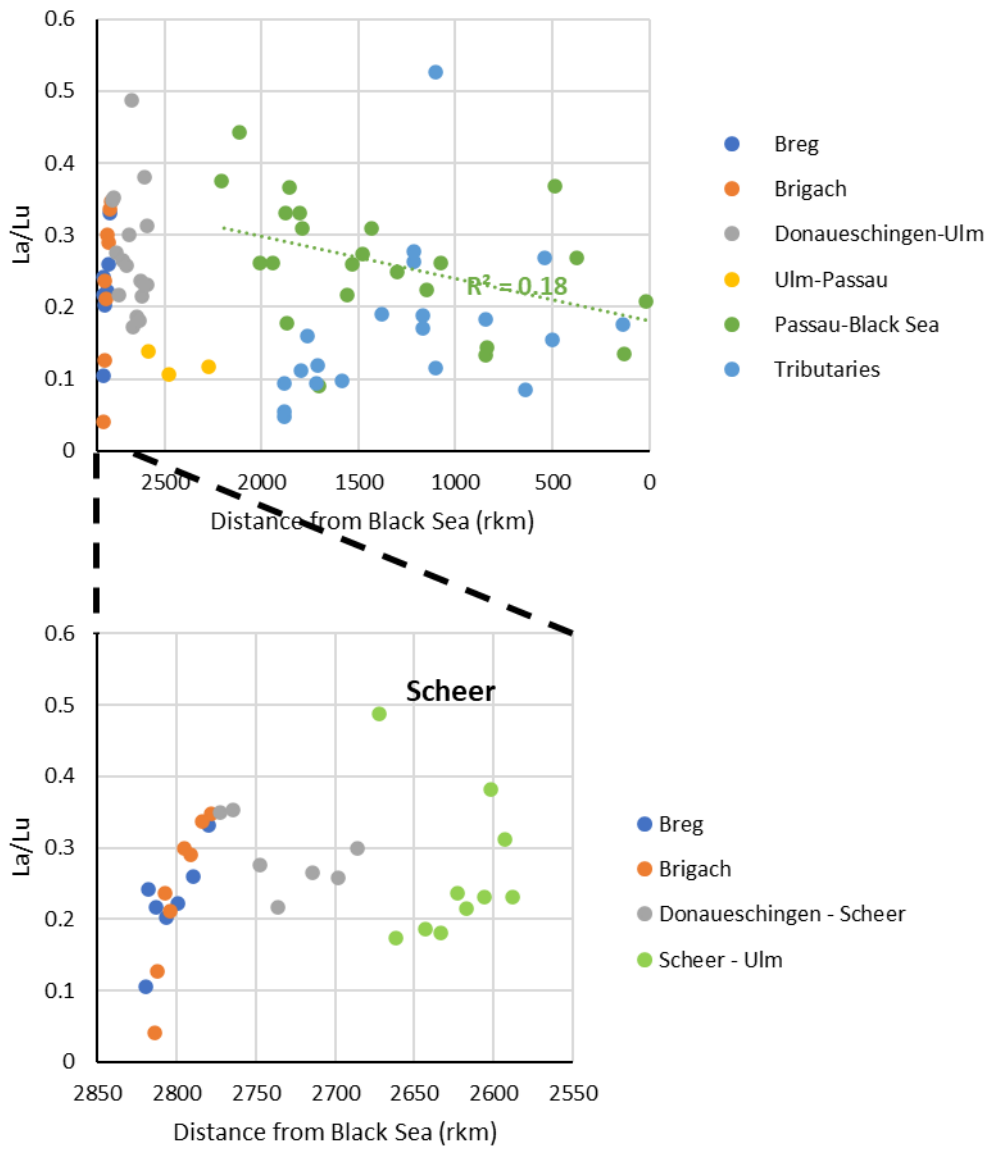 0.6
0.5
0.4
0.3
0.2
0.1
0
La/Lu
R² = 0.18
2500 2000 1500 1000 500 0
Distance from Black Sea (rkm)
Breg
Brigach
Donaueschingen-Ulm
Ulm-Passau
Passau-Black Sea
Tributaries
0.6
0.5
0.4
0.3
0.2
0.1
0
La/Lu
Scheer
2850 2800 2750 2700 2650 2600 2550
Distance from Black Sea (rkm)
Breg
Brigach
Donaueschingen - Scheer
Scheer - Ulm